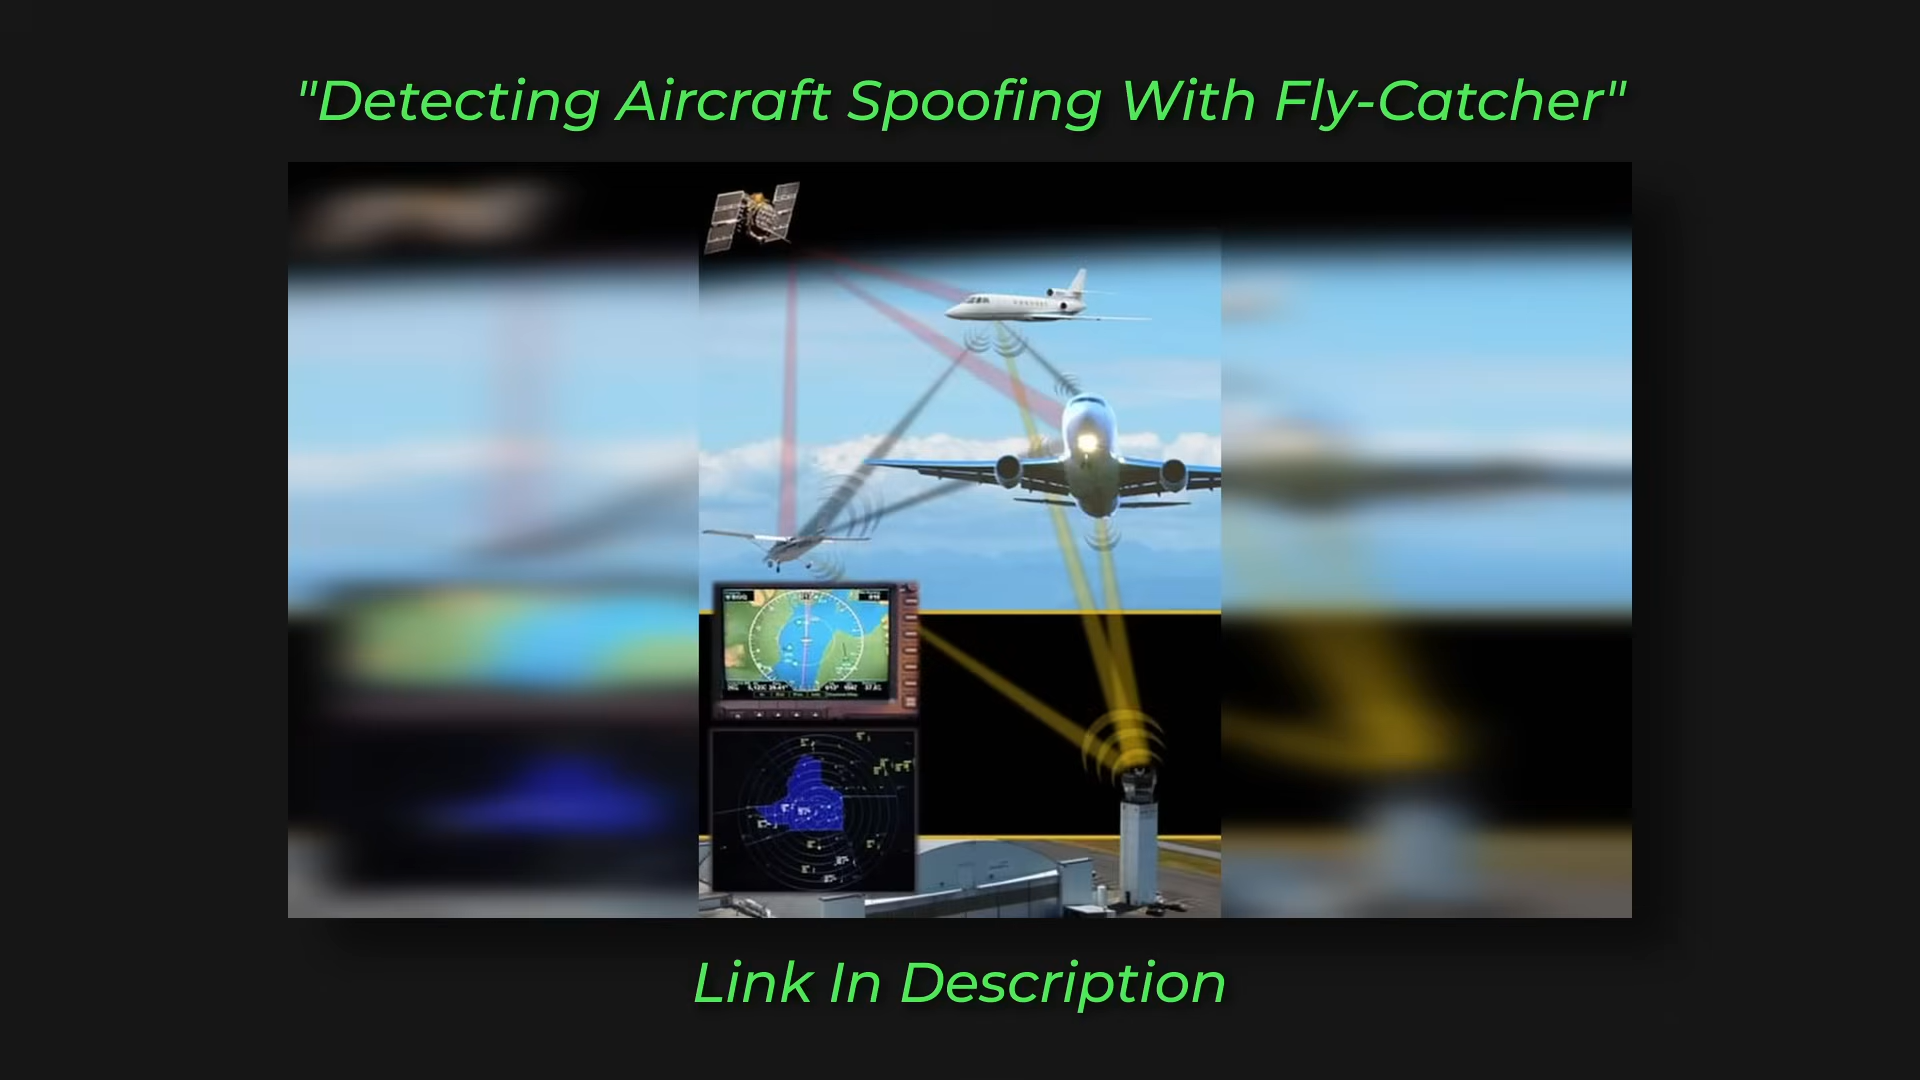 "Detecting Aircraft Spoofing With Fly-Catcher"
Link In Description